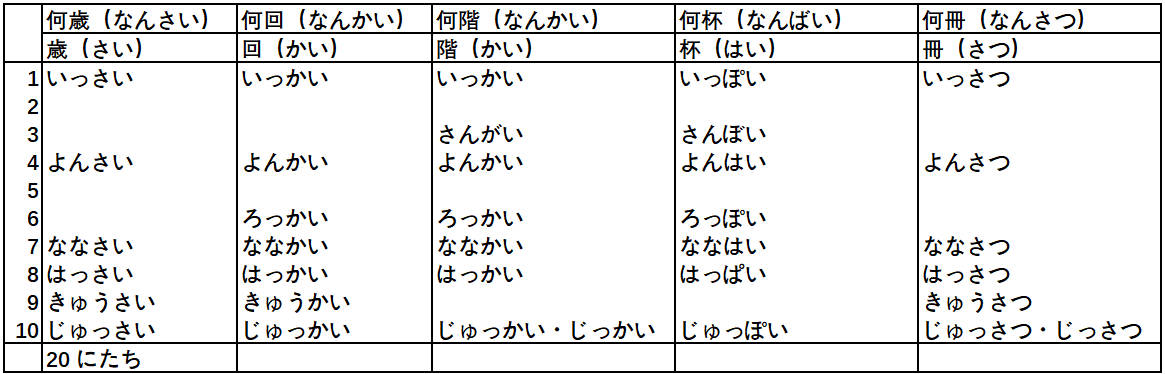 何歳（なんさい） 何回（なんかい） 何階（なんかい） 何杯（なんばい） 何冊（なんさつ）
歳（さい） 回（かい） 階（かい） 杯（はい） 冊（さつ）
1 いっさい いっかい いっかい いっぽい いっさつ
2
3 さんがい さんぼい
4 よんさい よんかい よんかい よんはい よんさつ
5
6 ろっかい ろっかい ろっぽい
7 ななさい ななかい ななかい ななはい ななさつ
8 はっさい はっかい はっかい はっぱい はっさつ
9 きゅうさい きゅうかい きゅうさつ
10 じゅっさい じゅっかい じゅっかい・じっかい じゅっぽい じゅっさつ・じっさつ
20 にたち